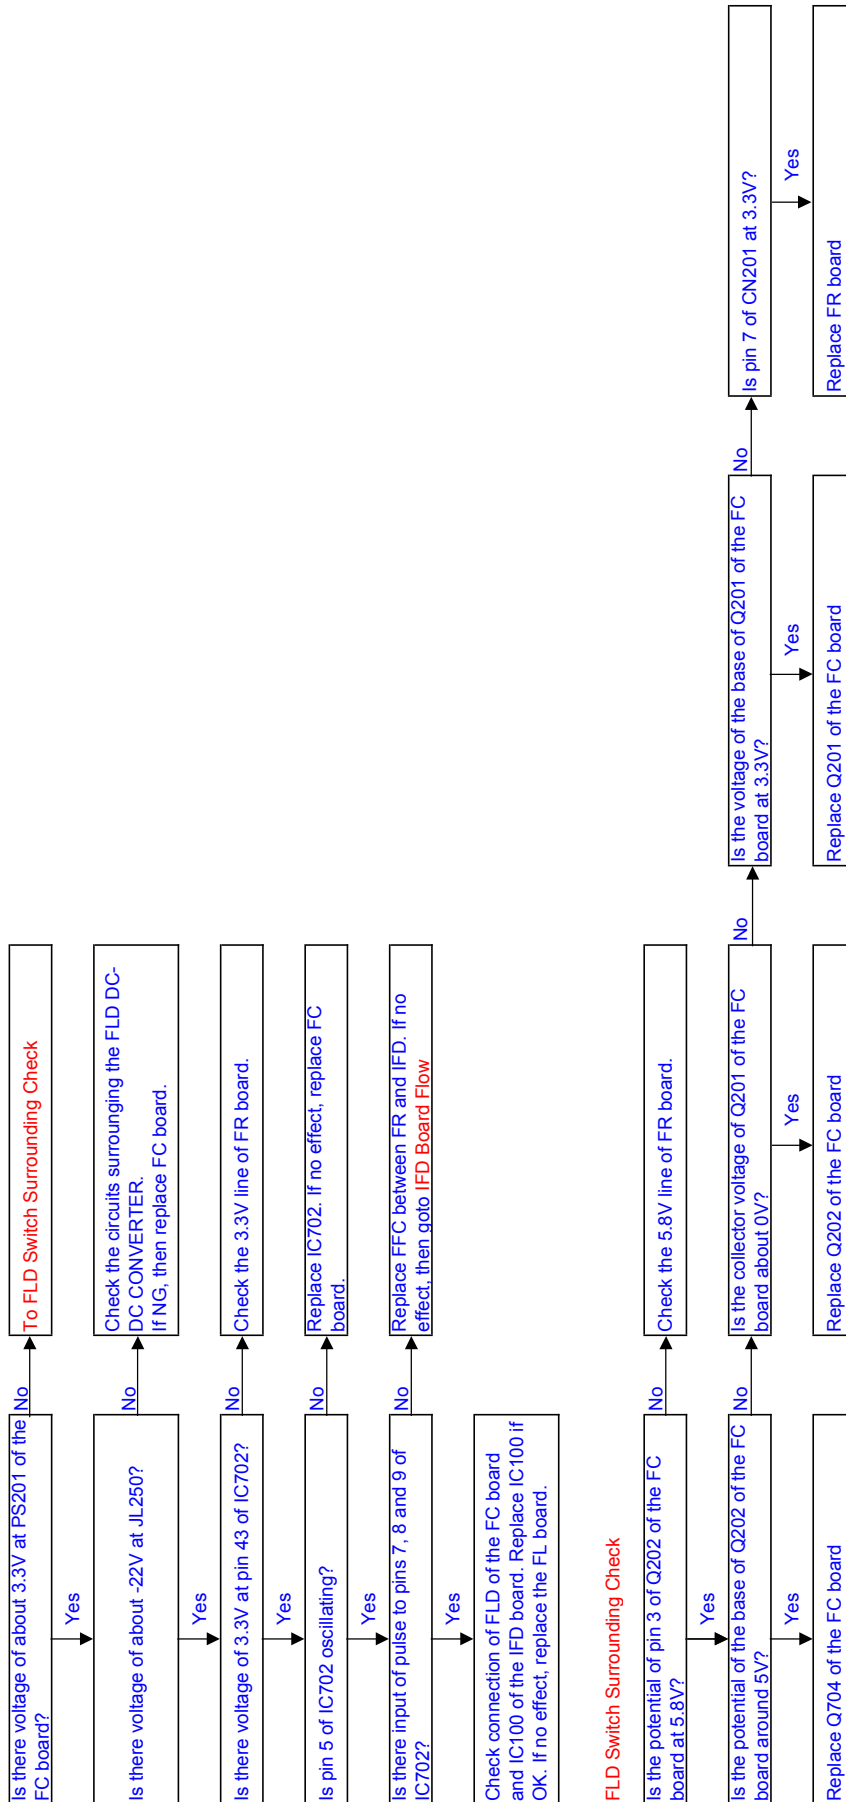 Is there voltage of about 3.3V at PS201 of the
FC board?
No
To FLD Switch Surrounding Check
Yes
Is there voltage of about -22V at JL250?
No
Check the circuits surrounging the FLD DC-
DC CONVERTER.
If NG, then replace FC board.
Yes
Is there voltage of 3.3V at pin 43 of IC702?
No
Check the 3.3V line of FR board.
Yes
Is pin 5 of IC702 oscillating?
No
Replace IC702. If no effect, replace FC
board.
Yes
Is there input of pulse to pins 7, 8 and 9 of
IC702?
No
Replace FFC between FR and IFD. If no
effect, then goto IFD Board Flow
Yes
Check connection of FLD of the FC board
and IC100 of the IFD board. Replace IC100 if
OK. If no effect, replace the FL board.
FLD Switch Surrounding Check
Is the potential of pin 3 of Q202 of the FC
board at 5.8V?
No
Check the 5.8V line of FR board.
Yes
Is the potential of the base of Q202 of the FC
board around 5V?
No
Is the collector voltage of Q201 of the FC
board about 0V?
No
Is the voltage of the base of Q201 of the FC
board at 3.3V?
No
Is pin 7 of CN201 at 3.3V?
Yes
Yes
Yes
Yes
Replace Q704 of the FC board
Replace Q202 of the FC board
Replace Q201 of the FC board
Replace FR board